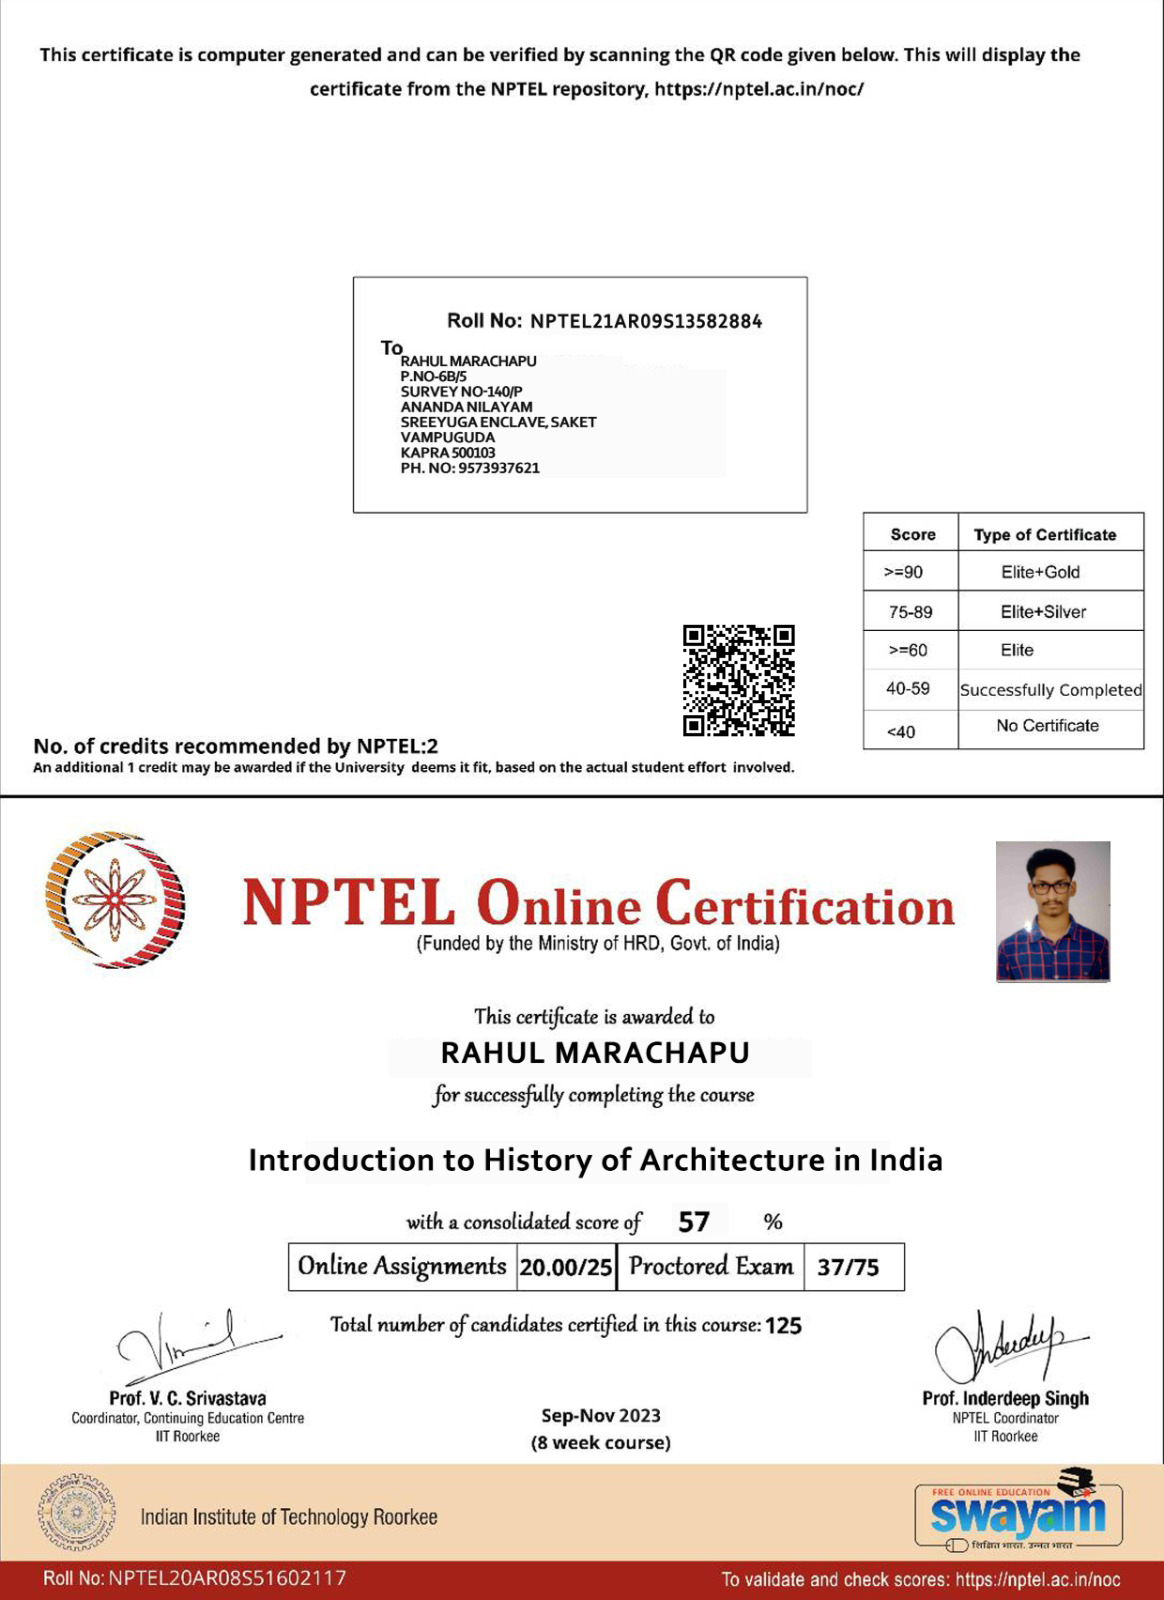 This certificate is computer generated and can be verified by scanning the QR code given below. This will display the
certificate from the NPTEL repository, https://nptel.ac.in/noc/
Roll No: NPTEL21AR09S13582884
To
RAHUL MARACHAPU
P.NO-6B/5
SURVEY NO-140/P
ANANDA NILAYAM
SREEYUGA ENCLAVE, SAKET
VAMPUGUDA
KAPRA 500103
PH. NO: 9573937621
Score Type of Certificate
>=90 Elite+Gold
75-89 Elite+Silver
>=60 Elite
40-59 Successfully Completed
<40 No Certificate
No. of credits recommended by NPTEL:2
An additional 1 credit may be awarded if the University deems it fit, based on the actual student effort involved.
NPTEL Online Certification
(Funded by the Ministry of HRD, Govt. of India)
This certificate is awarded to
RAHUL MARACHAPU
for successfully completing the course
Introduction to History of Architecture in India
with a consolidated score of 57 %
Online Assignments 20.00/25 Proctored Exam 37/75
Total number of candidates certified in this course: 125
Prof. V. C. Srivastava
Coordinator, Continuing Education Centre
IIT Roorkee
Sep-Nov 2023
(8 week course)
Prof. Inderdeep Singh
NPTEL Coordinator
IIT Roorkee
Indian Institute of Technology Roorkee
FREE ONLINE EDUCATION
swayam
शिक्षित भारत, उन्नत भारत
Roll No: NPTEL20AR08S51602117
To validate and check scores: https://nptel.ac.in/noc